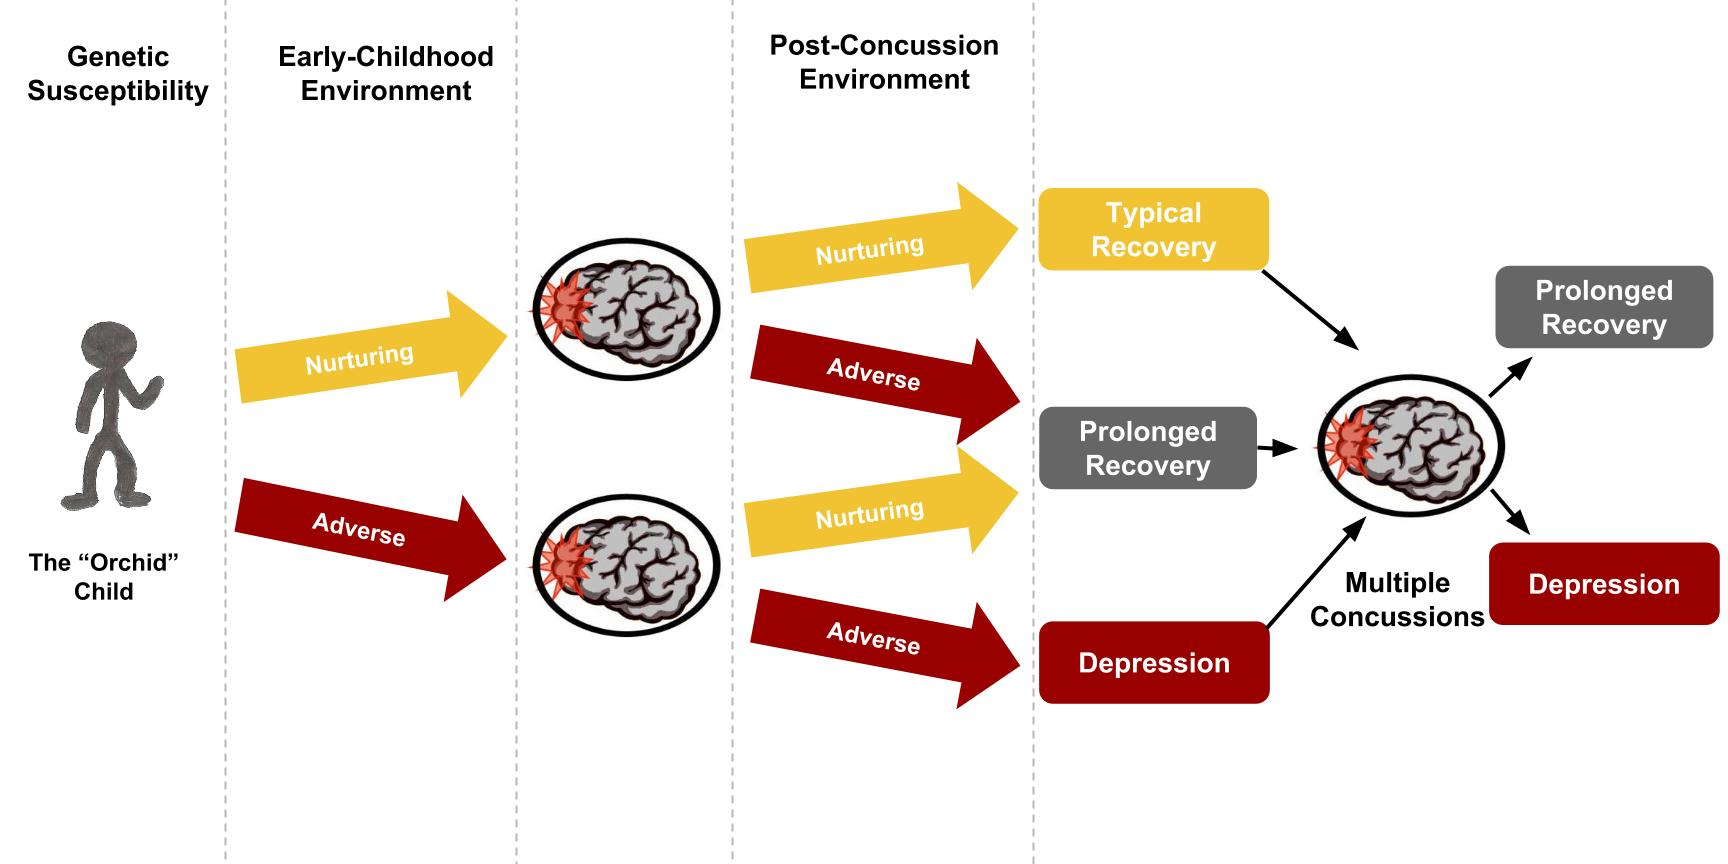 Genetic
Susceptibility
Early-Childhood
Environment
Post-Concussion
Environment
The “Orchid”
Child
Nurturing
Adverse
Nurturing
Adverse
Nurturing
Adverse
Typical
Recovery
Prolonged
Recovery
Depression
Multiple
Concussions
Prolonged
Recovery
Depression